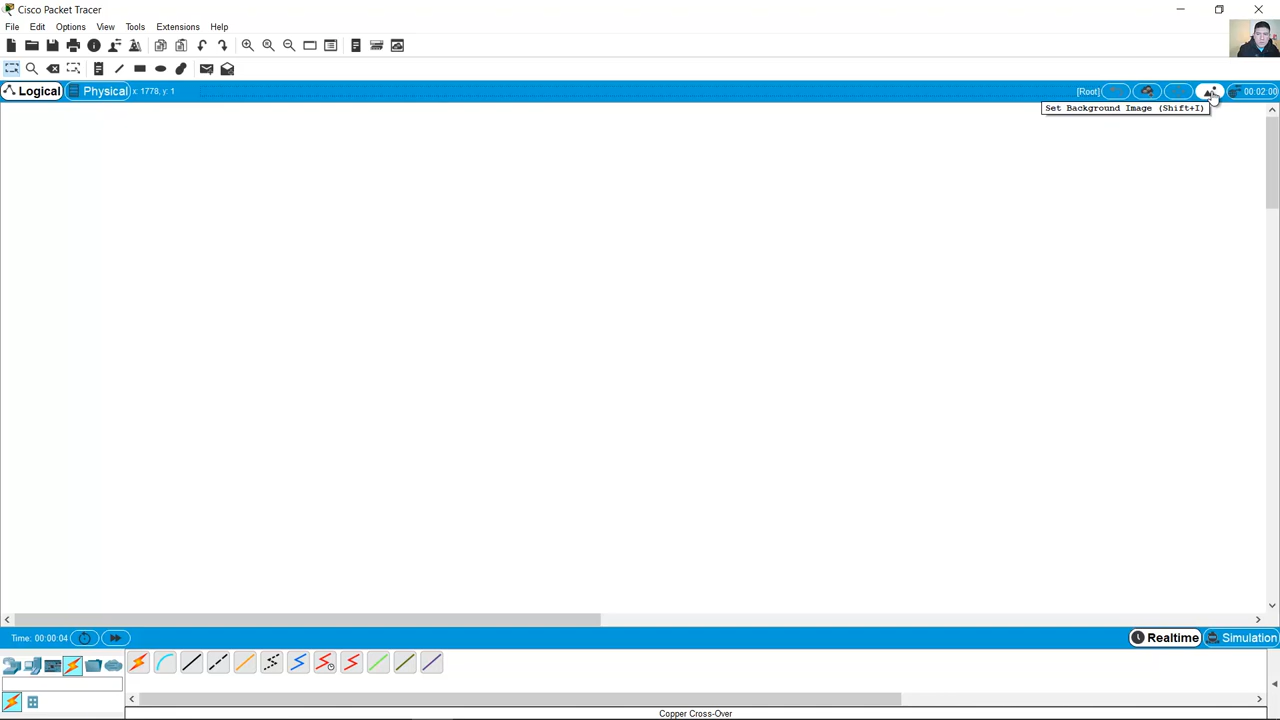 Cisco Packet Tracer
File Edit Options View Tools Extensions Help
Logical Physical x: 1778, y: 1 [Root] 00:02:00
Set Background Image (Shift+I)
Time: 00:00:04 Realtime Simulation
Copper Cross-Over